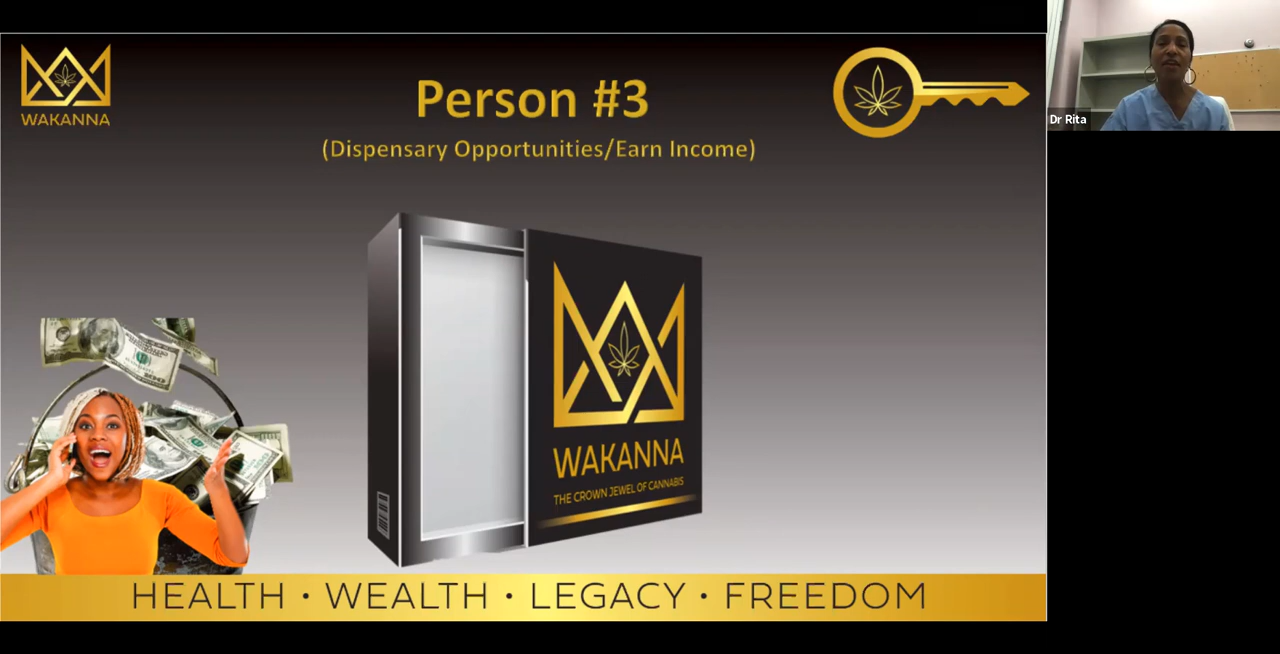 WAKANNA
Person #3
(Dispensary Opportunities/Earn Income)
Dr Rita
WAKANNA
THE CROWN JEWEL OF CANNABIS
HEALTH • WEALTH • LEGACY • FREEDOM